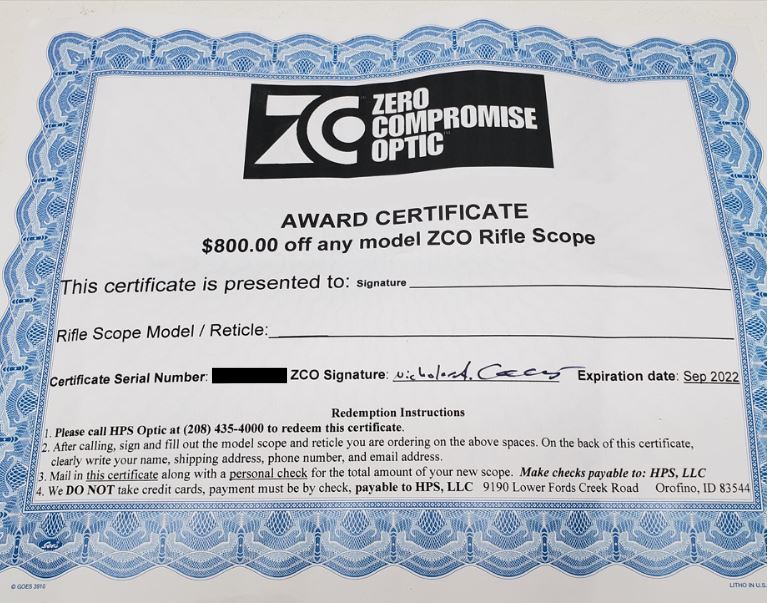 ZCO ZERO
COMPROMISE
OPTIC™
AWARD CERTIFICATE
$800.00 off any model ZCO Rifle Scope
This certificate is presented to: Signature
Rifle Scope Model / Reticle:
Certificate Serial Number: ZCO Signature: Expiration date: Sep 2022
Redemption Instructions
1. Please call HPS Optic at (208) 435-4000 to redeem this certificate.
2. After calling, sign and fill out the model scope and reticle you are ordering on the above spaces. On the back of this certificate,
clearly write your name, shipping address, phone number, and email address.
3. Mail in this certificate along with a personal check for the total amount of your new scope. Make checks payable to: HPS, LLC
4. We DO NOT take credit cards, payment must be by check, payable to HPS, LLC 9190 Lower Fords Creek Road Orofino, ID 83544
Goes
© GOES 3910
LITHO IN U.S.